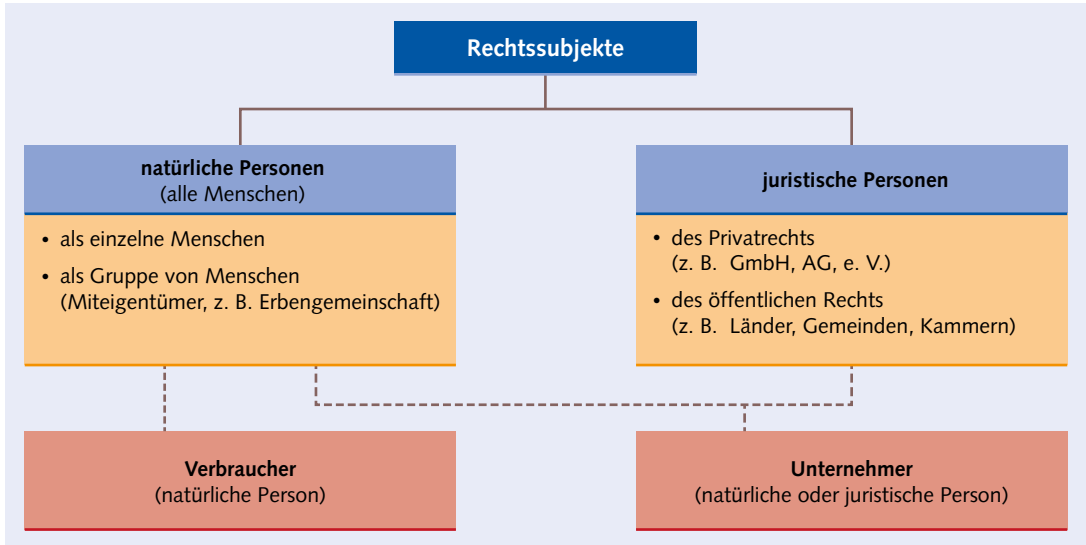 Rechtssubjekte
natürliche Personen
(alle Menschen)
• als einzelne Menschen
• als Gruppe von Menschen
(Miteigentümer, z. B. Erbengemeinschaft)
juristische Personen
• des Privatrechts
(z. B. GmbH, AG, e. V.)
• des öffentlichen Rechts
(z. B. Länder, Gemeinden, Kammern)
Verbraucher
(natürliche Person)
Unternehmer
(natürliche oder juristische Person)